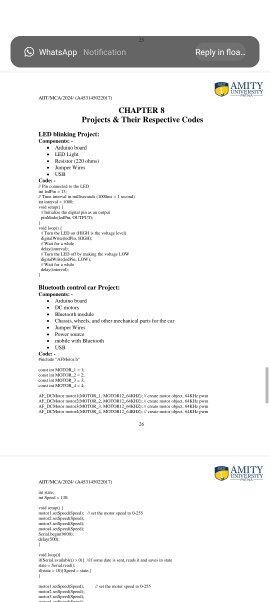 WhatsApp Notification Reply in floa...
AIIT/MCA/2024/ (A45314502 2017)
AMITY
UNIVERSITY
CHAPTER 8
Projects & Their Respective Codes
LED blinking Project:
Components: -
• Arduino board
• LED Light
• Resistor (220 ohms)
• Jumper Wires
• USB
Code: -
// Pin connected to the LED
int ledPin = 13;
// Time interval in milliseconds (1000ms = 1 second)
int interval = 1000;
void setup() {
// Initialize the digital pin as an output
pinMode(ledPin, OUTPUT);
}
void loop() {
// Turn the LED on (HIGH is the voltage level)
digitalWrite(ledPin, HIGH);
// Wait for a while
delay(interval);
// Turn the LED off by making the voltage LOW
digitalWrite(ledPin, LOW);
// Wait for a while
delay(interval);
}
Bluetooth control car Project:
Components: -
• Arduino board
• DC motors
• Bluetooth module
• Chassis, wheels, and other mechanical parts for the car
• Jumper Wires
• Power source
• mobile with Bluetooth
• USB
Code: -
#include "AFMotor.h"
const int MOTOR_1 = 1;
const int MOTOR_2 = 2;
const int MOTOR_3 = 3;
const int MOTOR_4 = 4;
AF_DCMotor motor1(MOTOR_1, MOTOR12_64KHZ); // create motor object, 64KHz pwm
AF_DCMotor motor2(MOTOR_2, MOTOR12_64KHZ); // create motor object, 64KHz pwm
AF_DCMotor motor3(MOTOR_3, MOTOR12_64KHZ); // create motor object, 64KHz pwm
AF_DCMotor motor4(MOTOR_4, MOTOR12_64KHZ); // create motor object, 64KHz pwm
26
AIIT/MCA/2024/ (A45314502 2017)
AMITY
UNIVERSITY
int state;
int Speed = 130;
void setup() {
motor1.setSpeed(Speed); // set the motor speed to 0-255
motor2.setSpeed(Speed);
motor3.setSpeed(Speed);
motor4.setSpeed(Speed);
Serial.begin(9600);
delay(500);
}
void loop(){
if(Serial.available() > 0){ //if some date is sent, reads it and saves in state
state = Serial.read();
if(state > 10){Speed = state;}
}
motor1.setSpeed(Speed); // set the motor speed to 0-255
motor2.setSpeed(Speed);
motor3.setSpeed(Speed);
motor4.setSpeed(Speed);